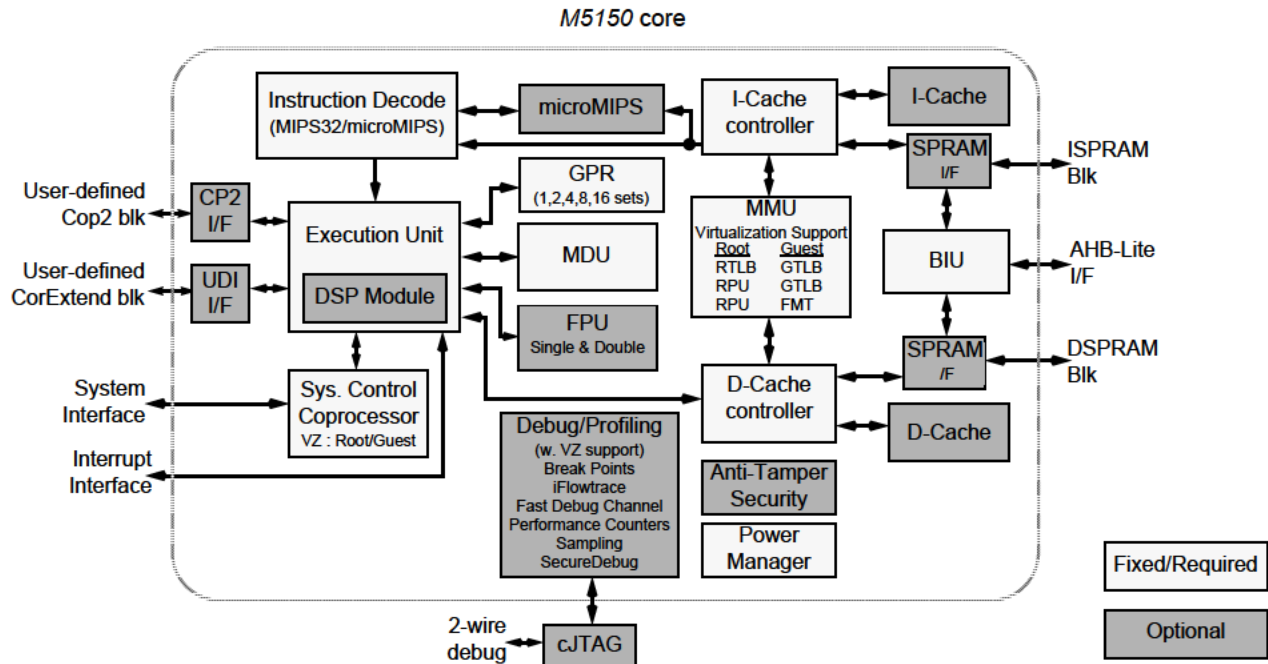 M5150 core
Instruction Decode
(MIPS32/microMIPS)
microMIPS
I-Cache
controller
I-Cache
SPRAM
I/F
ISPRAM
Blk
GPR
(1,2,4,8,16 sets)
User-defined
Cop2 blk
CP2
I/F
Execution Unit
DSP Module
MDU
MMU
Virtualization Support
Root Guest
RTLB GTLB
RPU GTLB
RPU FMT
BIU
AHB-Lite
I/F
User-defined
CorExtend blk
UDI
I/F
FPU
Single & Double
SPRAM
/F
DSPRAM
Blk
System
Interface
Sys. Control
Coprocessor
VZ : Root/Guest
D-Cache
controller
D-Cache
Interrupt
Interface
Debug/Profiling
(w. VZ support)
Break Points
iFlowtrace
Fast Debug Channel
Performance Counters
Sampling
SecureDebug
Anti-Tamper
Security
Power
Manager
Fixed/Required
Optional
2-wire
debug
cJTAG